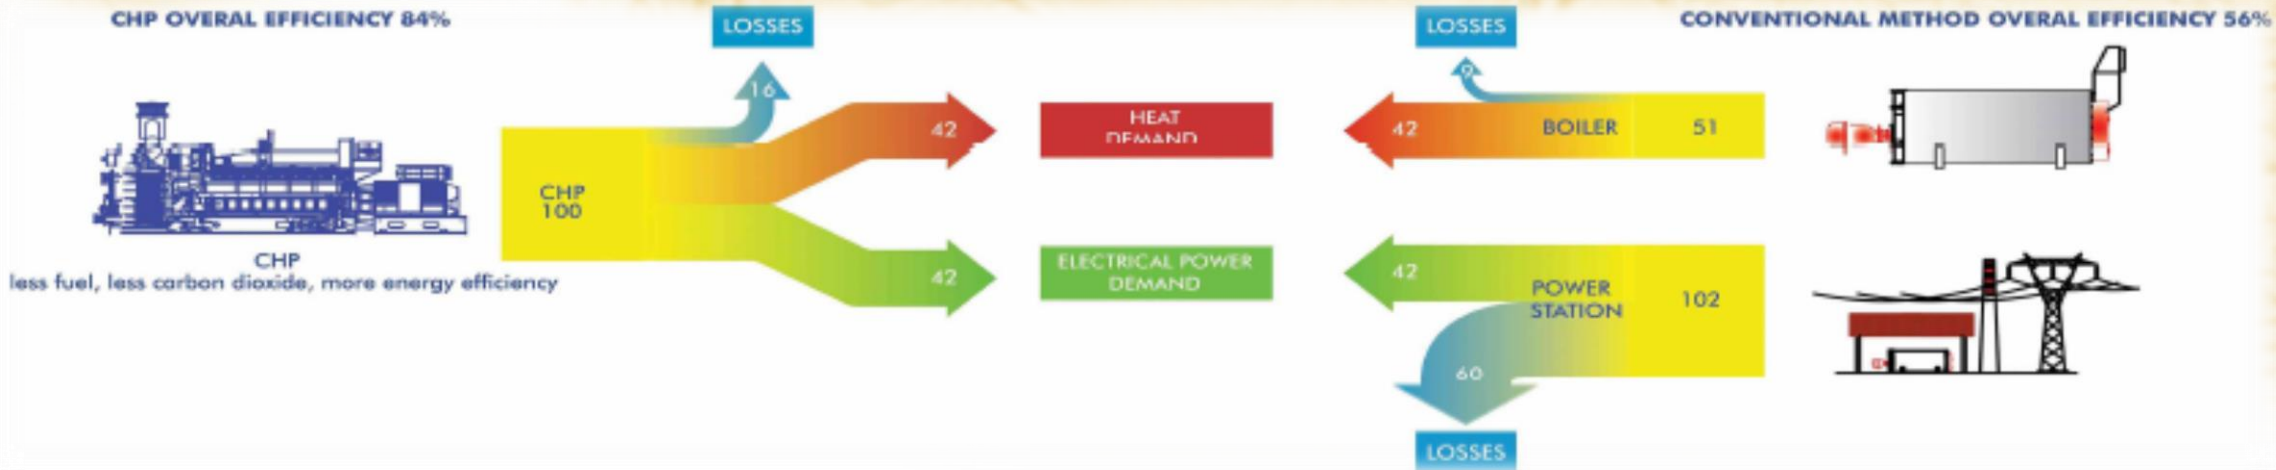 CHP OVERAL EFFICIENCY 84%
LOSSES
LOSSES
CONVENTIONAL METHOD OVERAL EFFICIENCY 56%
16
9
42
HEAT
DEMAND
42
BOILER
51
CHP
100
CHP
less fuel, less carbon dioxide, more energy efficiency
42
ELECTRICAL POWER
DEMAND
42
POWER
STATION
102
60
LOSSES